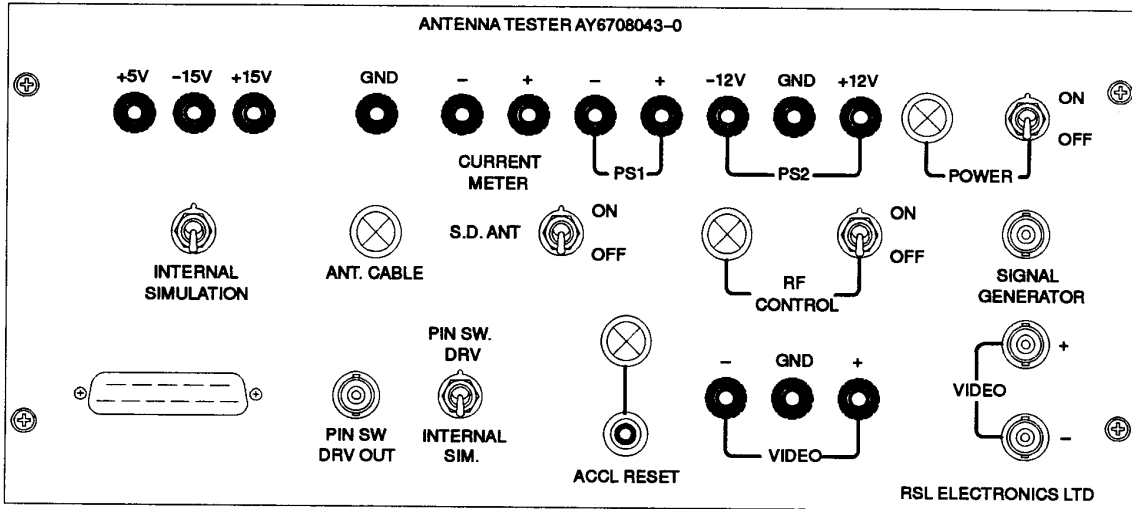 ANTENNA TESTER AY6708043-0
+5V -15V +15V GND - + - + -12V GND +12V
ON
OFF
CURRENT
METER
PS1
PS2
POWER
INTERNAL
SIMULATION
ANT. CABLE
S.D. ANT
ON
OFF
RF
CONTROL
ON
OFF
SIGNAL
GENERATOR
PIN SW
DRV OUT
PIN SW.
DRV
INTERNAL
SIM.
ACCL RESET
- GND +
VIDEO
VIDEO
+
-
RSL ELECTRONICS LTD